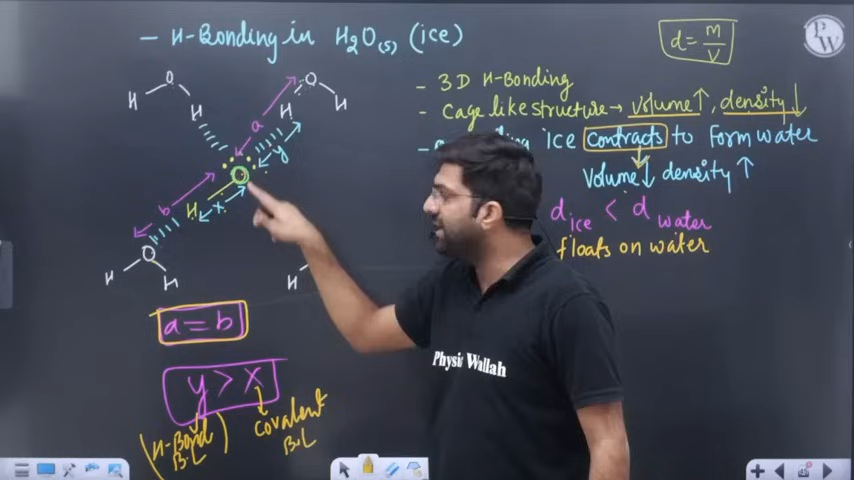 - H-Bonding in H2O(s) (ice)
d = m/V
PW
- 3D H-Bonding
- Cage like structure → volume ↑, density ↓
ice contracts to form water
Volume ↓ density ↑
d ice < d water
floats on water
H O H
O H H
a
y
O
H x
b
O
H H
H
a = b
y > x
(H-Bond B.L)
covalent B.L
Physics Wallah